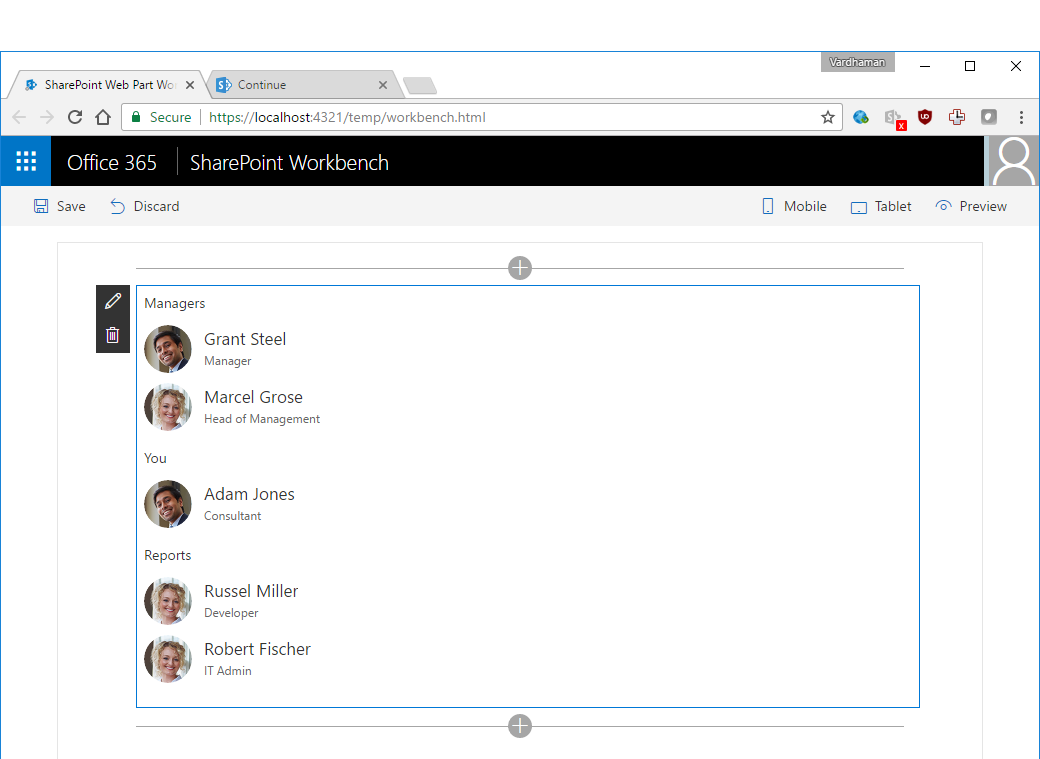 Vardhaman
SharePoint Web Part Wo
Continue
Secure
https://localhost:4321/temp/workbench.html
Office 365
SharePoint Workbench
Save
Discard
Mobile
Tablet
Preview
Managers
Grant Steel
Manager
Marcel Grose
Head of Management
You
Adam Jones
Consultant
Reports
Russel Miller
Developer
Robert Fischer
IT Admin